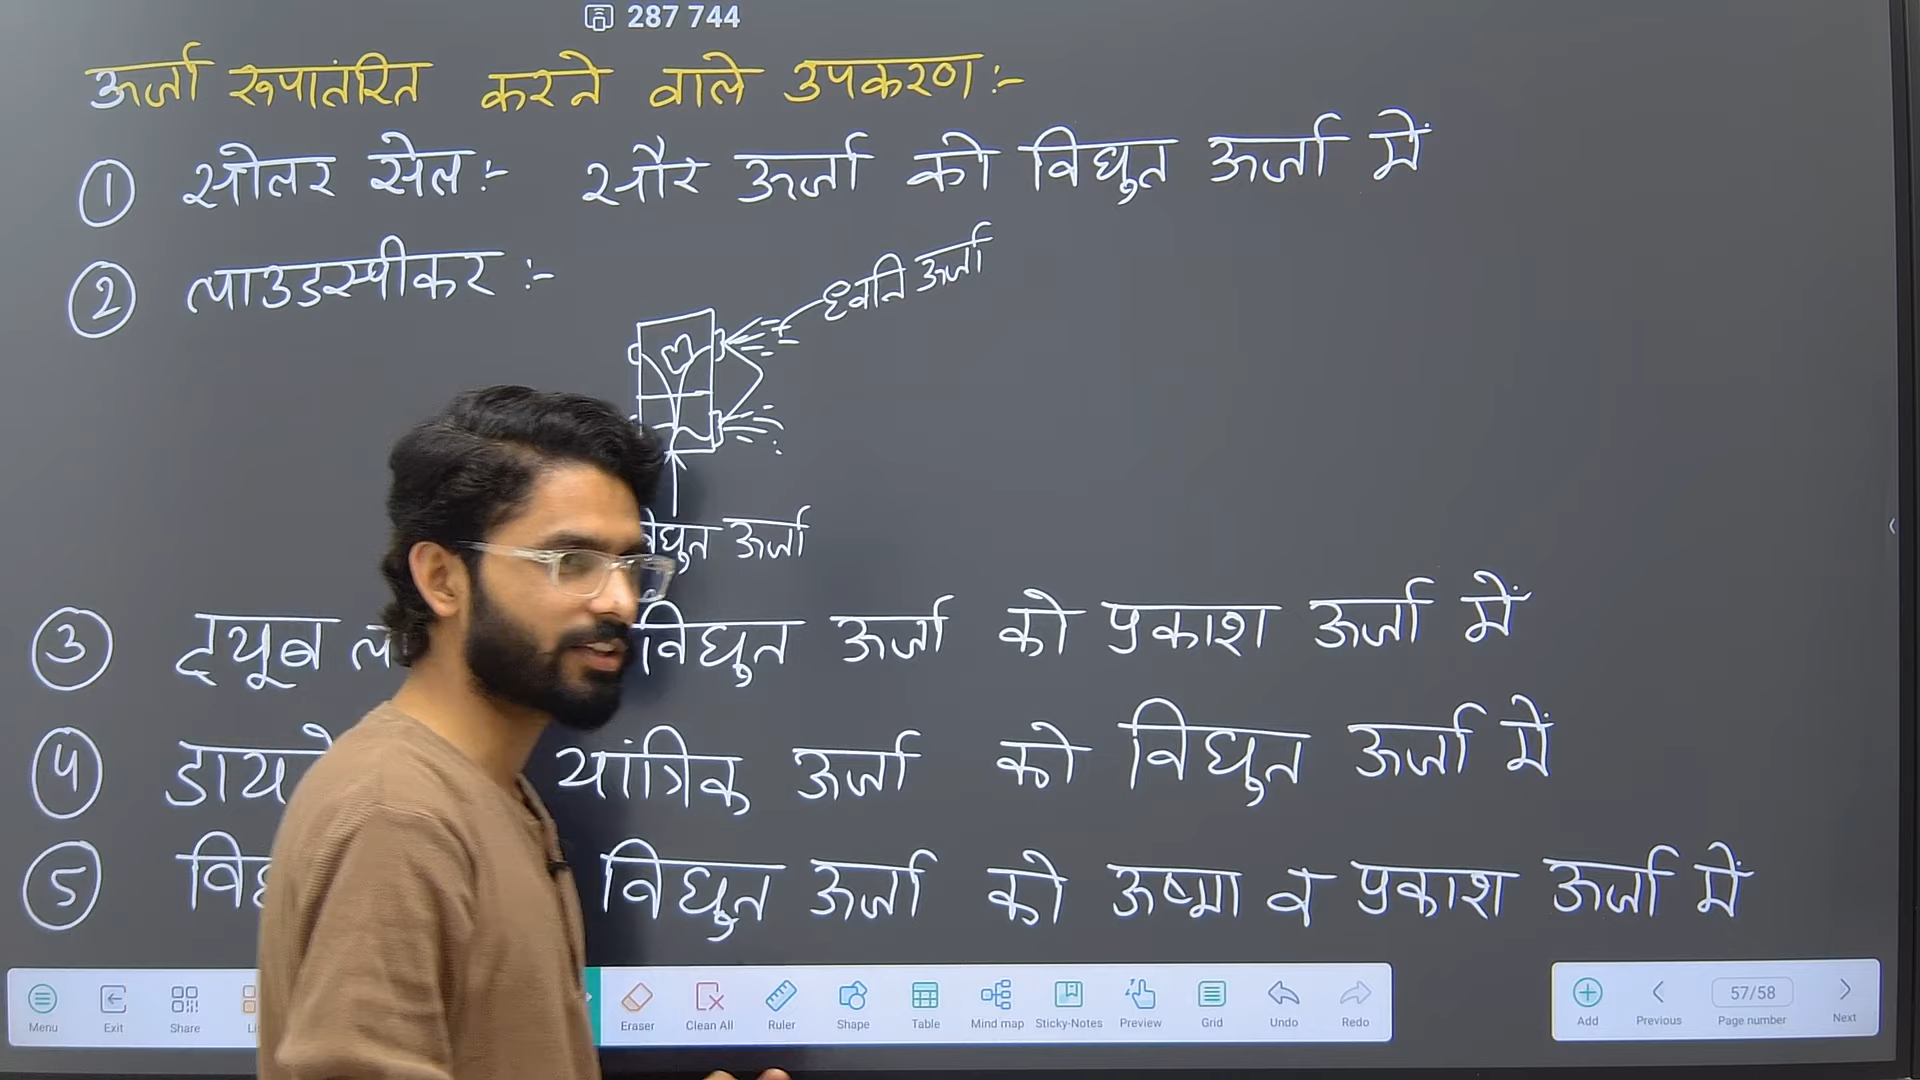 287 744
ऊर्जा रूपांतरित करने वाले उपकरण :-
① सोलर सेल :- सौर ऊर्जा को विद्युत ऊर्जा में
② लाउडस्पीकर :-
ध्वनि ऊर्जा
ऊर्जा
③ ट्यूब विद्युत ऊर्जा को प्रकाश ऊर्जा में
④ यांत्रिक ऊर्जा को विद्युत ऊर्जा में
⑤ विद्युत ऊर्जा को ऊष्मा व प्रकाश ऊर्जा में
Menu Exit Share Eraser Clean All Ruler Shape Table Mind map Sticky-Notes Preview Grid Undo Redo Add Previous 57/58 Page number Next